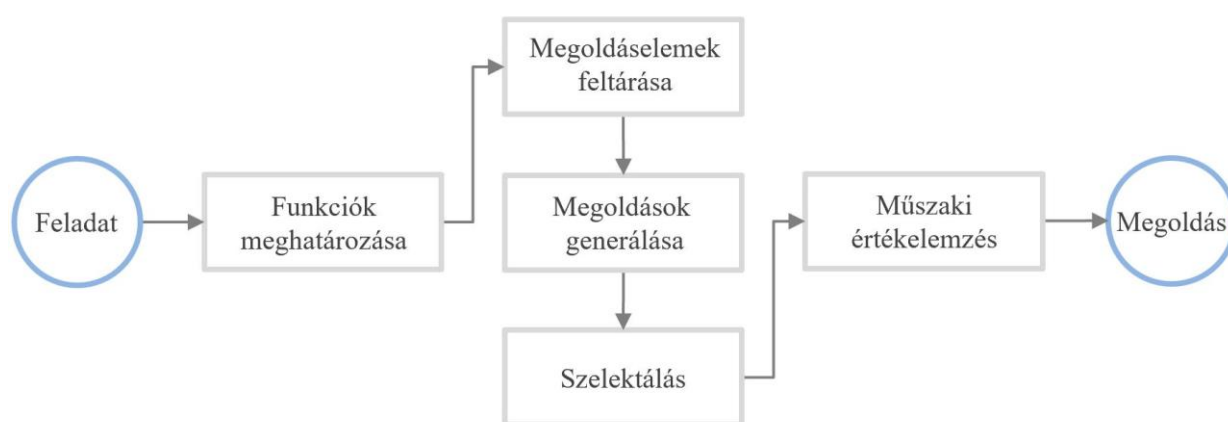 Feladat
Funkciók
meghatározása
Megoldáselemek
feltárása
Megoldások
generálása
Szelektálás
Műszaki
értékelemzés
Megoldás